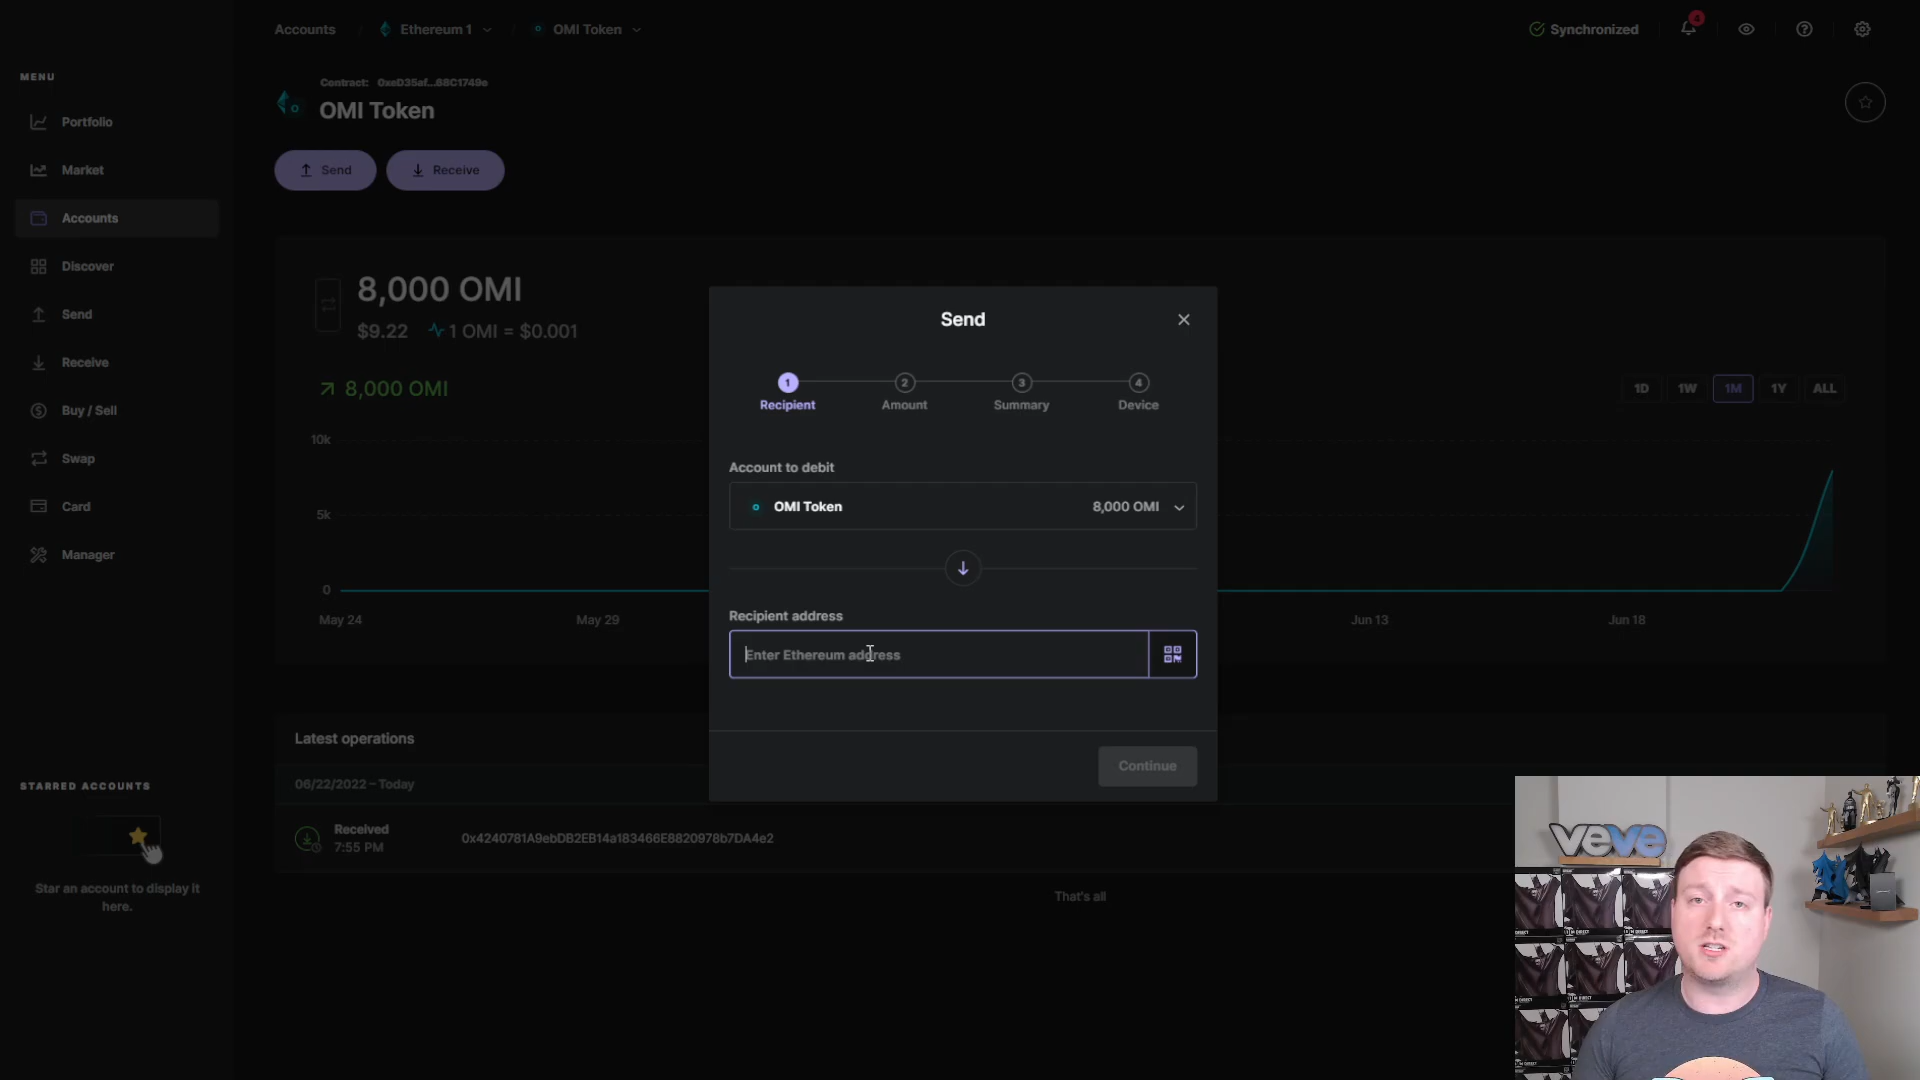 Accounts / Ethereum 1 / OMI Token
Synchronized
4
MENU
Portfolio
Market
Accounts
Discover
Send
Receive
Buy / Sell
Swap
Card
Manager
STARRED ACCOUNTS
Star an account to display it
here.
Contract: 0xeD35af...88C1749e
OMI Token
Send
Receive
8,000 OMI
$9.22 1 OMI = $0.001
8,000 OMI
1D 1W 1M 1Y ALL
10k
5k
0
May 24 May 29 Jun 13 Jun 18
Send
1 2 3 4
Recipient Amount Summary Device
Account to debit
OMI Token 8,000 OMI
Recipient address
Enter Ethereum address
Continue
Latest operations
06/22/2022 – Today
Received
7:55 PM
0x4240781A9ebDB2EB14a183466E8820978b7DA4e2
That's all
veve